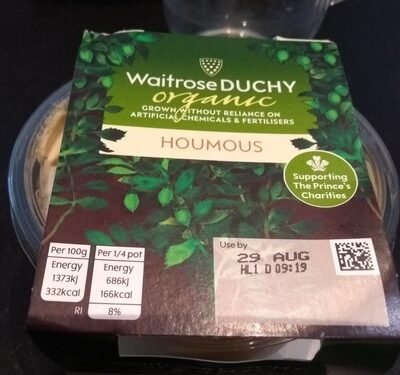 Waitrose DUCHY
organic
GROWN WITHOUT RELIANCE ON
ARTIFICIAL CHEMICALS & FERTILISERS
HOUMOUS
Supporting
The Prince's
Charities
Use by
29 AUG
HL1 D 09:19
Per 100g
Energy
1373kJ
332kcal
Per 1/4 pot
Energy
686kJ
166kcal
RI
8%